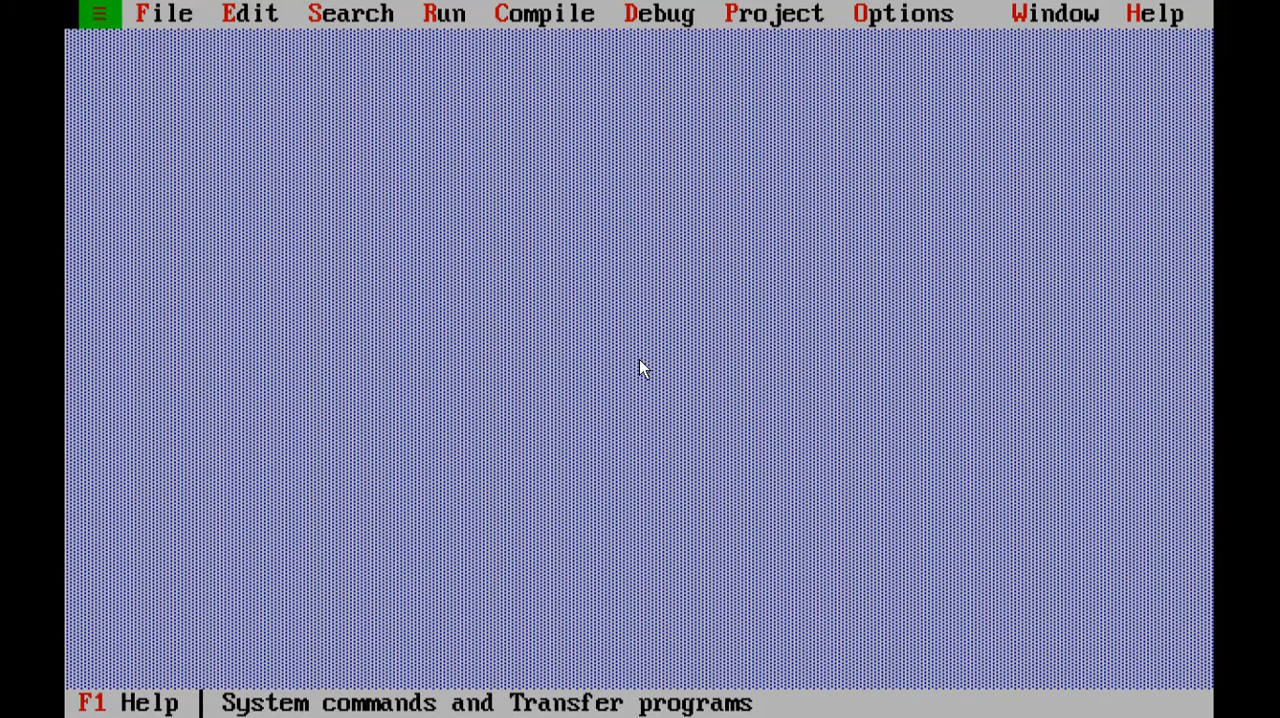 ≡ File Edit Search Run Compile Debug Project Options Window Help
F1 Help | System commands and Transfer programs